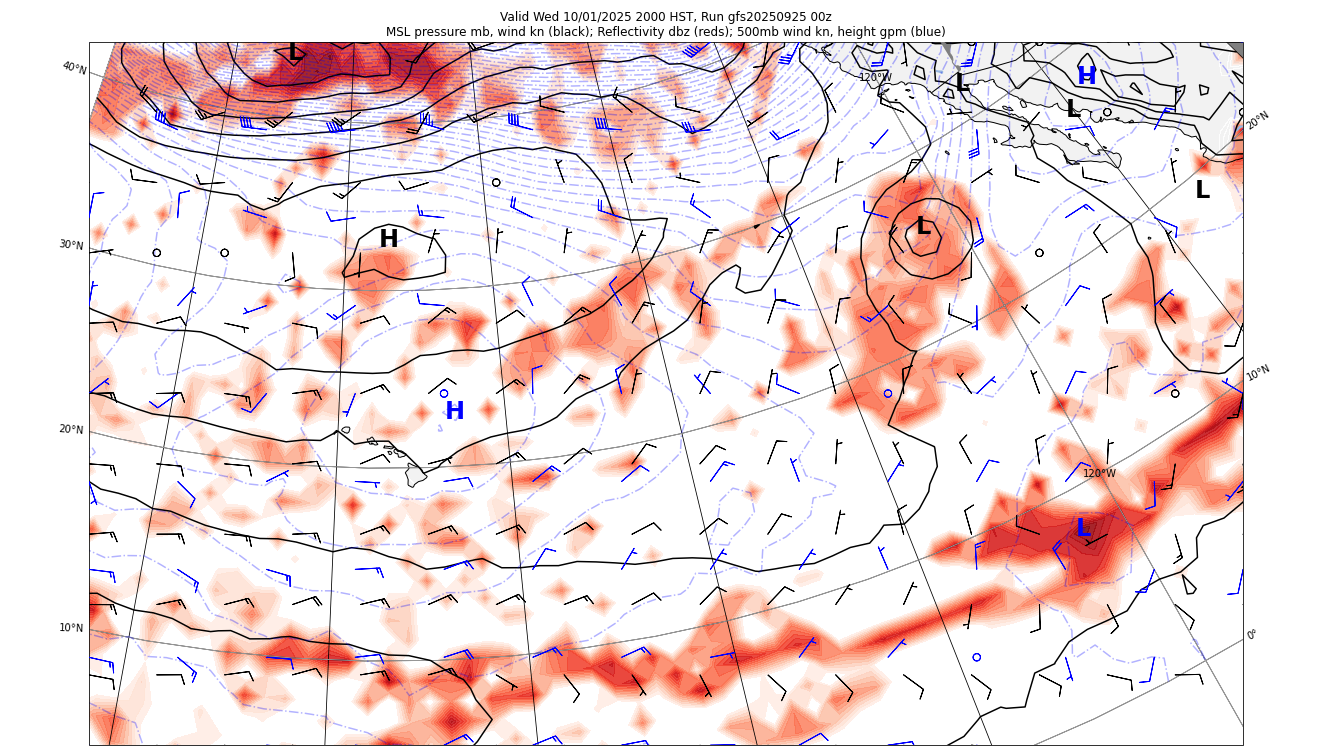 Valid Wed 10/01/2025 2000 HST, Run gfs20250925 00z
MSL pressure mb, wind kn (black); Reflectivity dbz (reds); 500mb wind kn, height gpm (blue)
L
40°N
120°W
L
H
L
20°N
L
H
L
30°N
10°N
H
20°N
120°W
L
10°N
0°